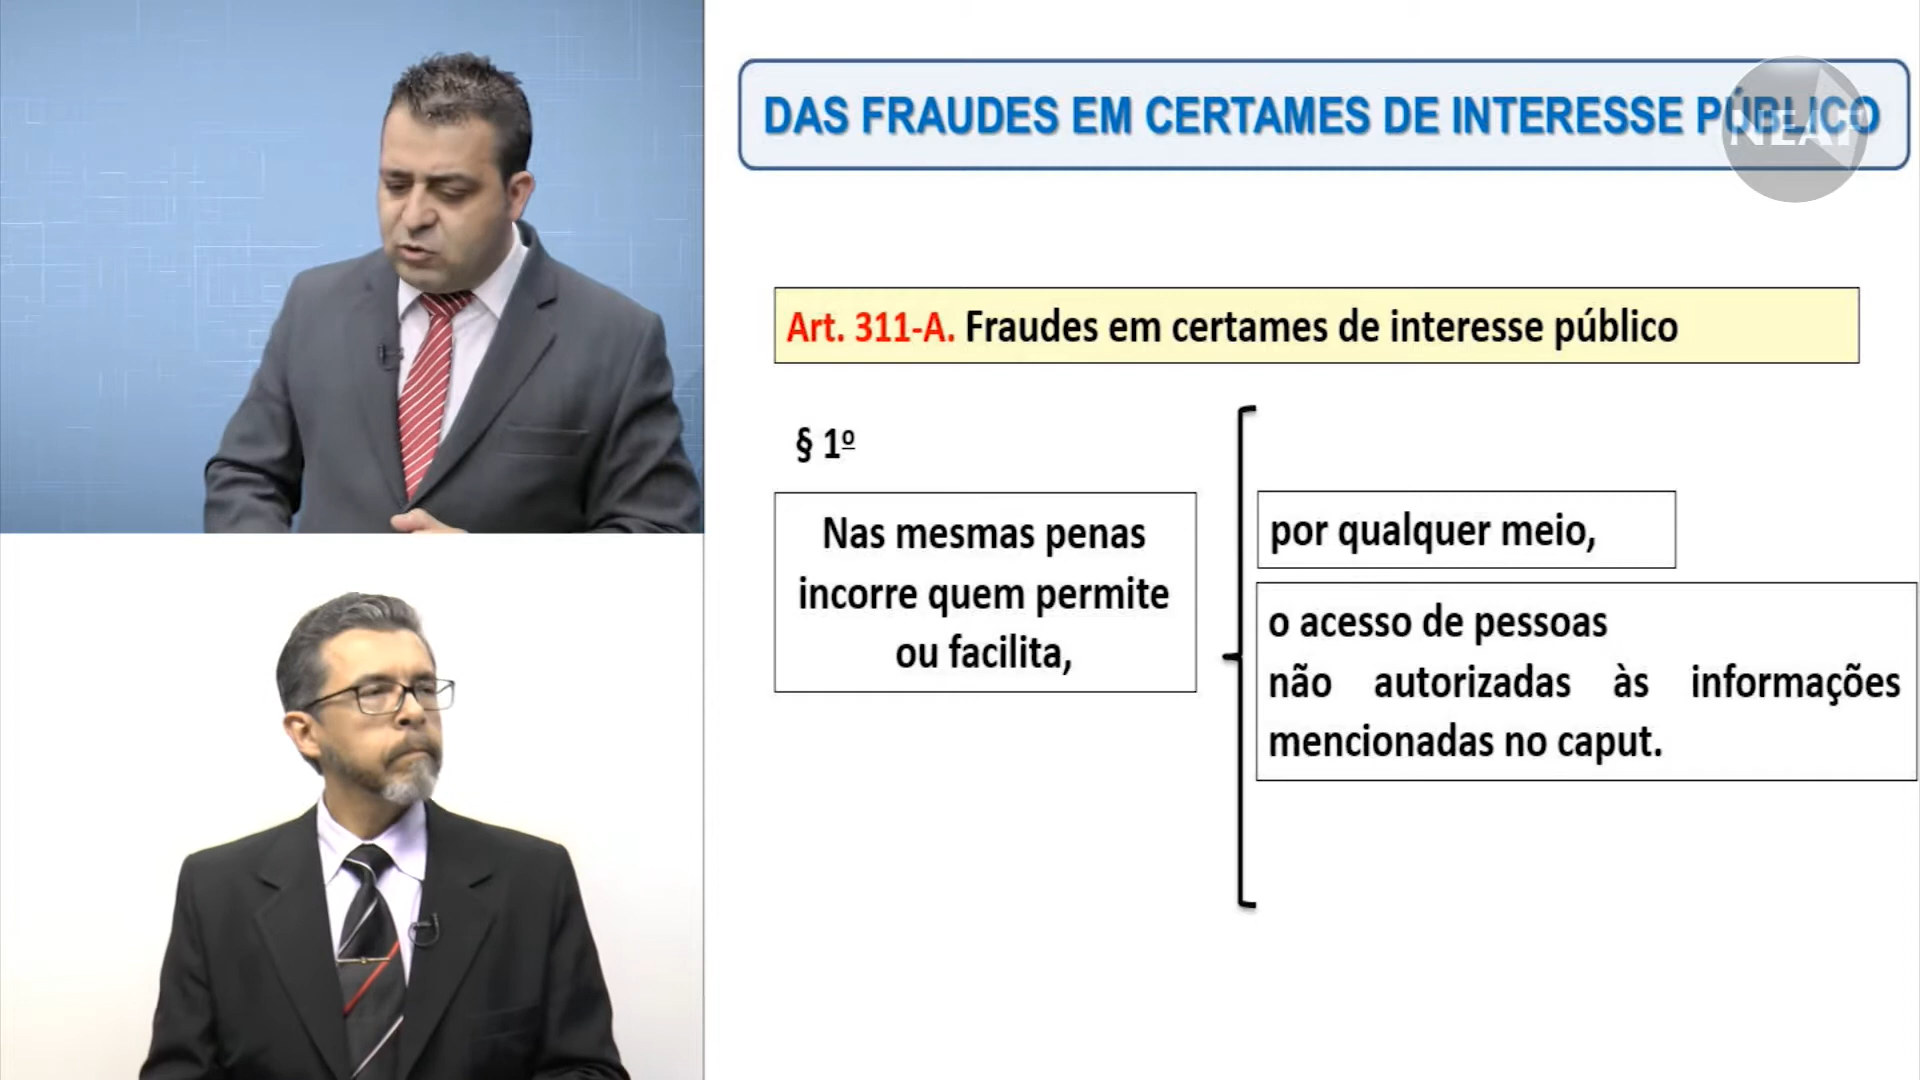 DAS FRAUDES EM CERTAMES DE INTERESSE PÚBLICO
NEAF
Art. 311-A. Fraudes em certames de interesse público
§ 1º
Nas mesmas penas
incorre quem permite
ou facilita,
por qualquer meio,
o acesso de pessoas
não autorizadas às informações
mencionadas no caput.